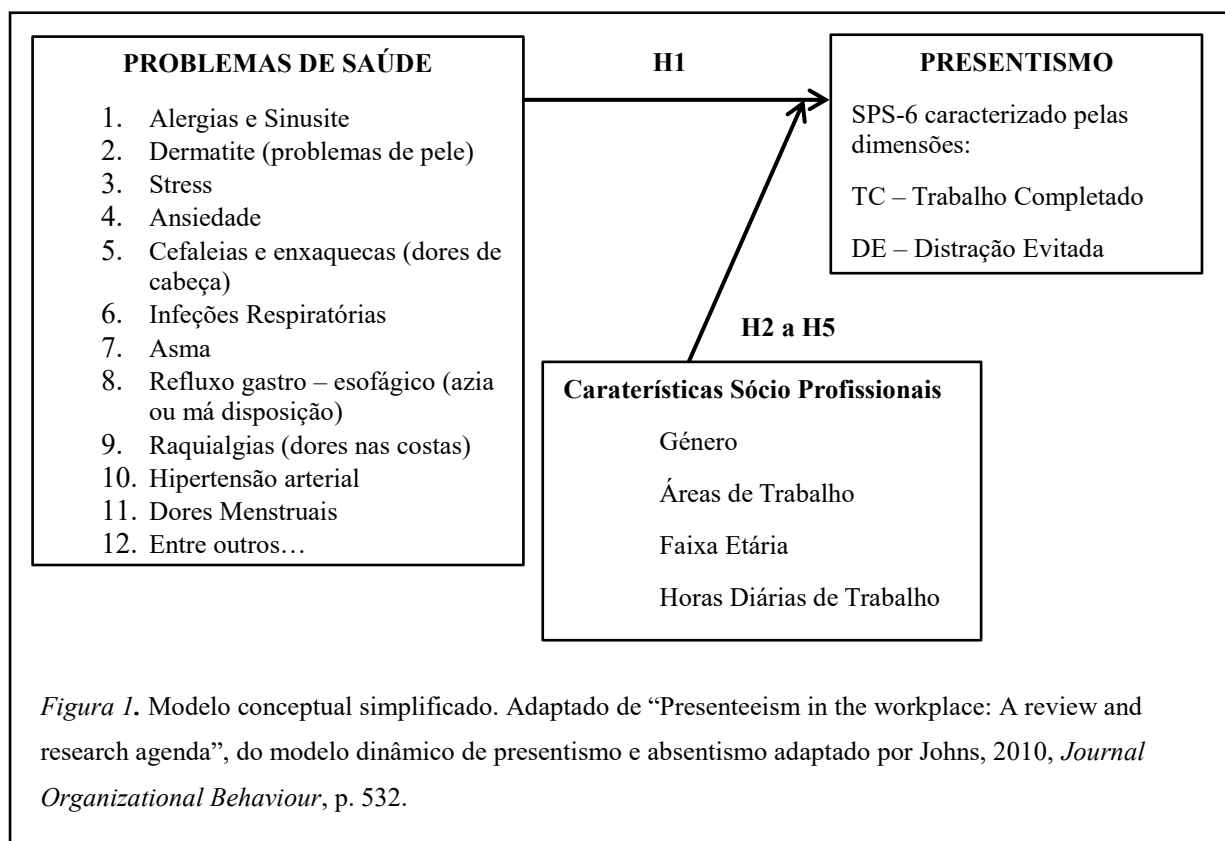 PROBLEMAS DE SAÚDE
1. Alergias e Sinusite
2. Dermatite (problemas de pele)
3. Stress
4. Ansiedade
5. Cefaleias e enxaquecas (dores de
cabeça)
6. Infeções Respiratórias
7. Asma
8. Refluxo gastro – esofágico (azia
ou má disposição)
9. Raquialgias (dores nas costas)
10. Hipertensão arterial
11. Dores Menstruais
12. Entre outros…
H1
PRESENTISMO
SPS-6 caracterizado pelas
dimensões:
TC – Trabalho Completado
DE – Distração Evitada
H2 a H5
Caraterísticas Sócio Profissionais
Género
Áreas de Trabalho
Faixa Etária
Horas Diárias de Trabalho
Figura 1. Modelo conceptual simplificado. Adaptado de “Presenteeism in the workplace: A review and
research agenda”, do modelo dinâmico de presentismo e absentismo adaptado por Johns, 2010, Journal
Organizational Behaviour, p. 532.